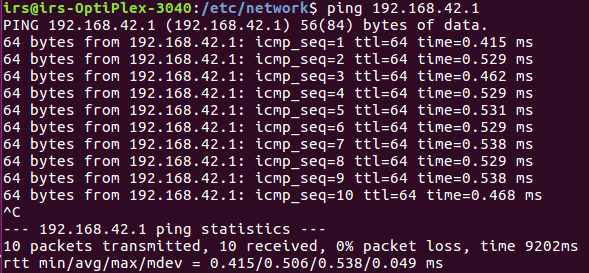 irs@irs-OptiPlex-3040:/etc/network$ ping 192.168.42.1
PING 192.168.42.1 (192.168.42.1) 56(84) bytes of data.
64 bytes from 192.168.42.1: icmp_seq=1 ttl=64 time=0.415 ms
64 bytes from 192.168.42.1: icmp_seq=2 ttl=64 time=0.529 ms
64 bytes from 192.168.42.1: icmp_seq=3 ttl=64 time=0.462 ms
64 bytes from 192.168.42.1: icmp_seq=4 ttl=64 time=0.529 ms
64 bytes from 192.168.42.1: icmp_seq=5 ttl=64 time=0.531 ms
64 bytes from 192.168.42.1: icmp_seq=6 ttl=64 time=0.529 ms
64 bytes from 192.168.42.1: icmp_seq=7 ttl=64 time=0.538 ms
64 bytes from 192.168.42.1: icmp_seq=8 ttl=64 time=0.529 ms
64 bytes from 192.168.42.1: icmp_seq=9 ttl=64 time=0.538 ms
64 bytes from 192.168.42.1: icmp_seq=10 ttl=64 time=0.468 ms
^C
--- 192.168.42.1 ping statistics ---
10 packets transmitted, 10 received, 0% packet loss, time 9202ms
rtt min/avg/max/mdev = 0.415/0.506/0.538/0.049 ms